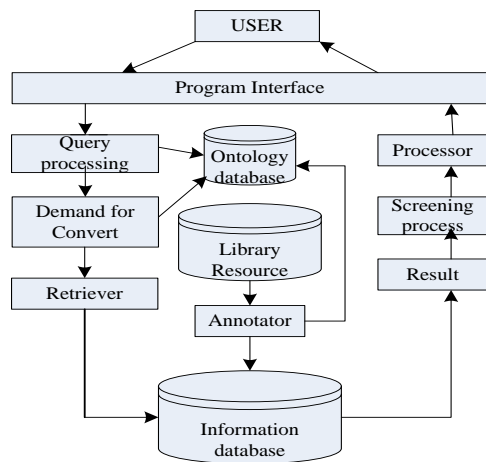 USER
Program Interface
Query
processing
Ontology
database
Processor
Demand for
Convert
Screening
process
Library
Resource
Retriever
Result
Annotator
Information
database